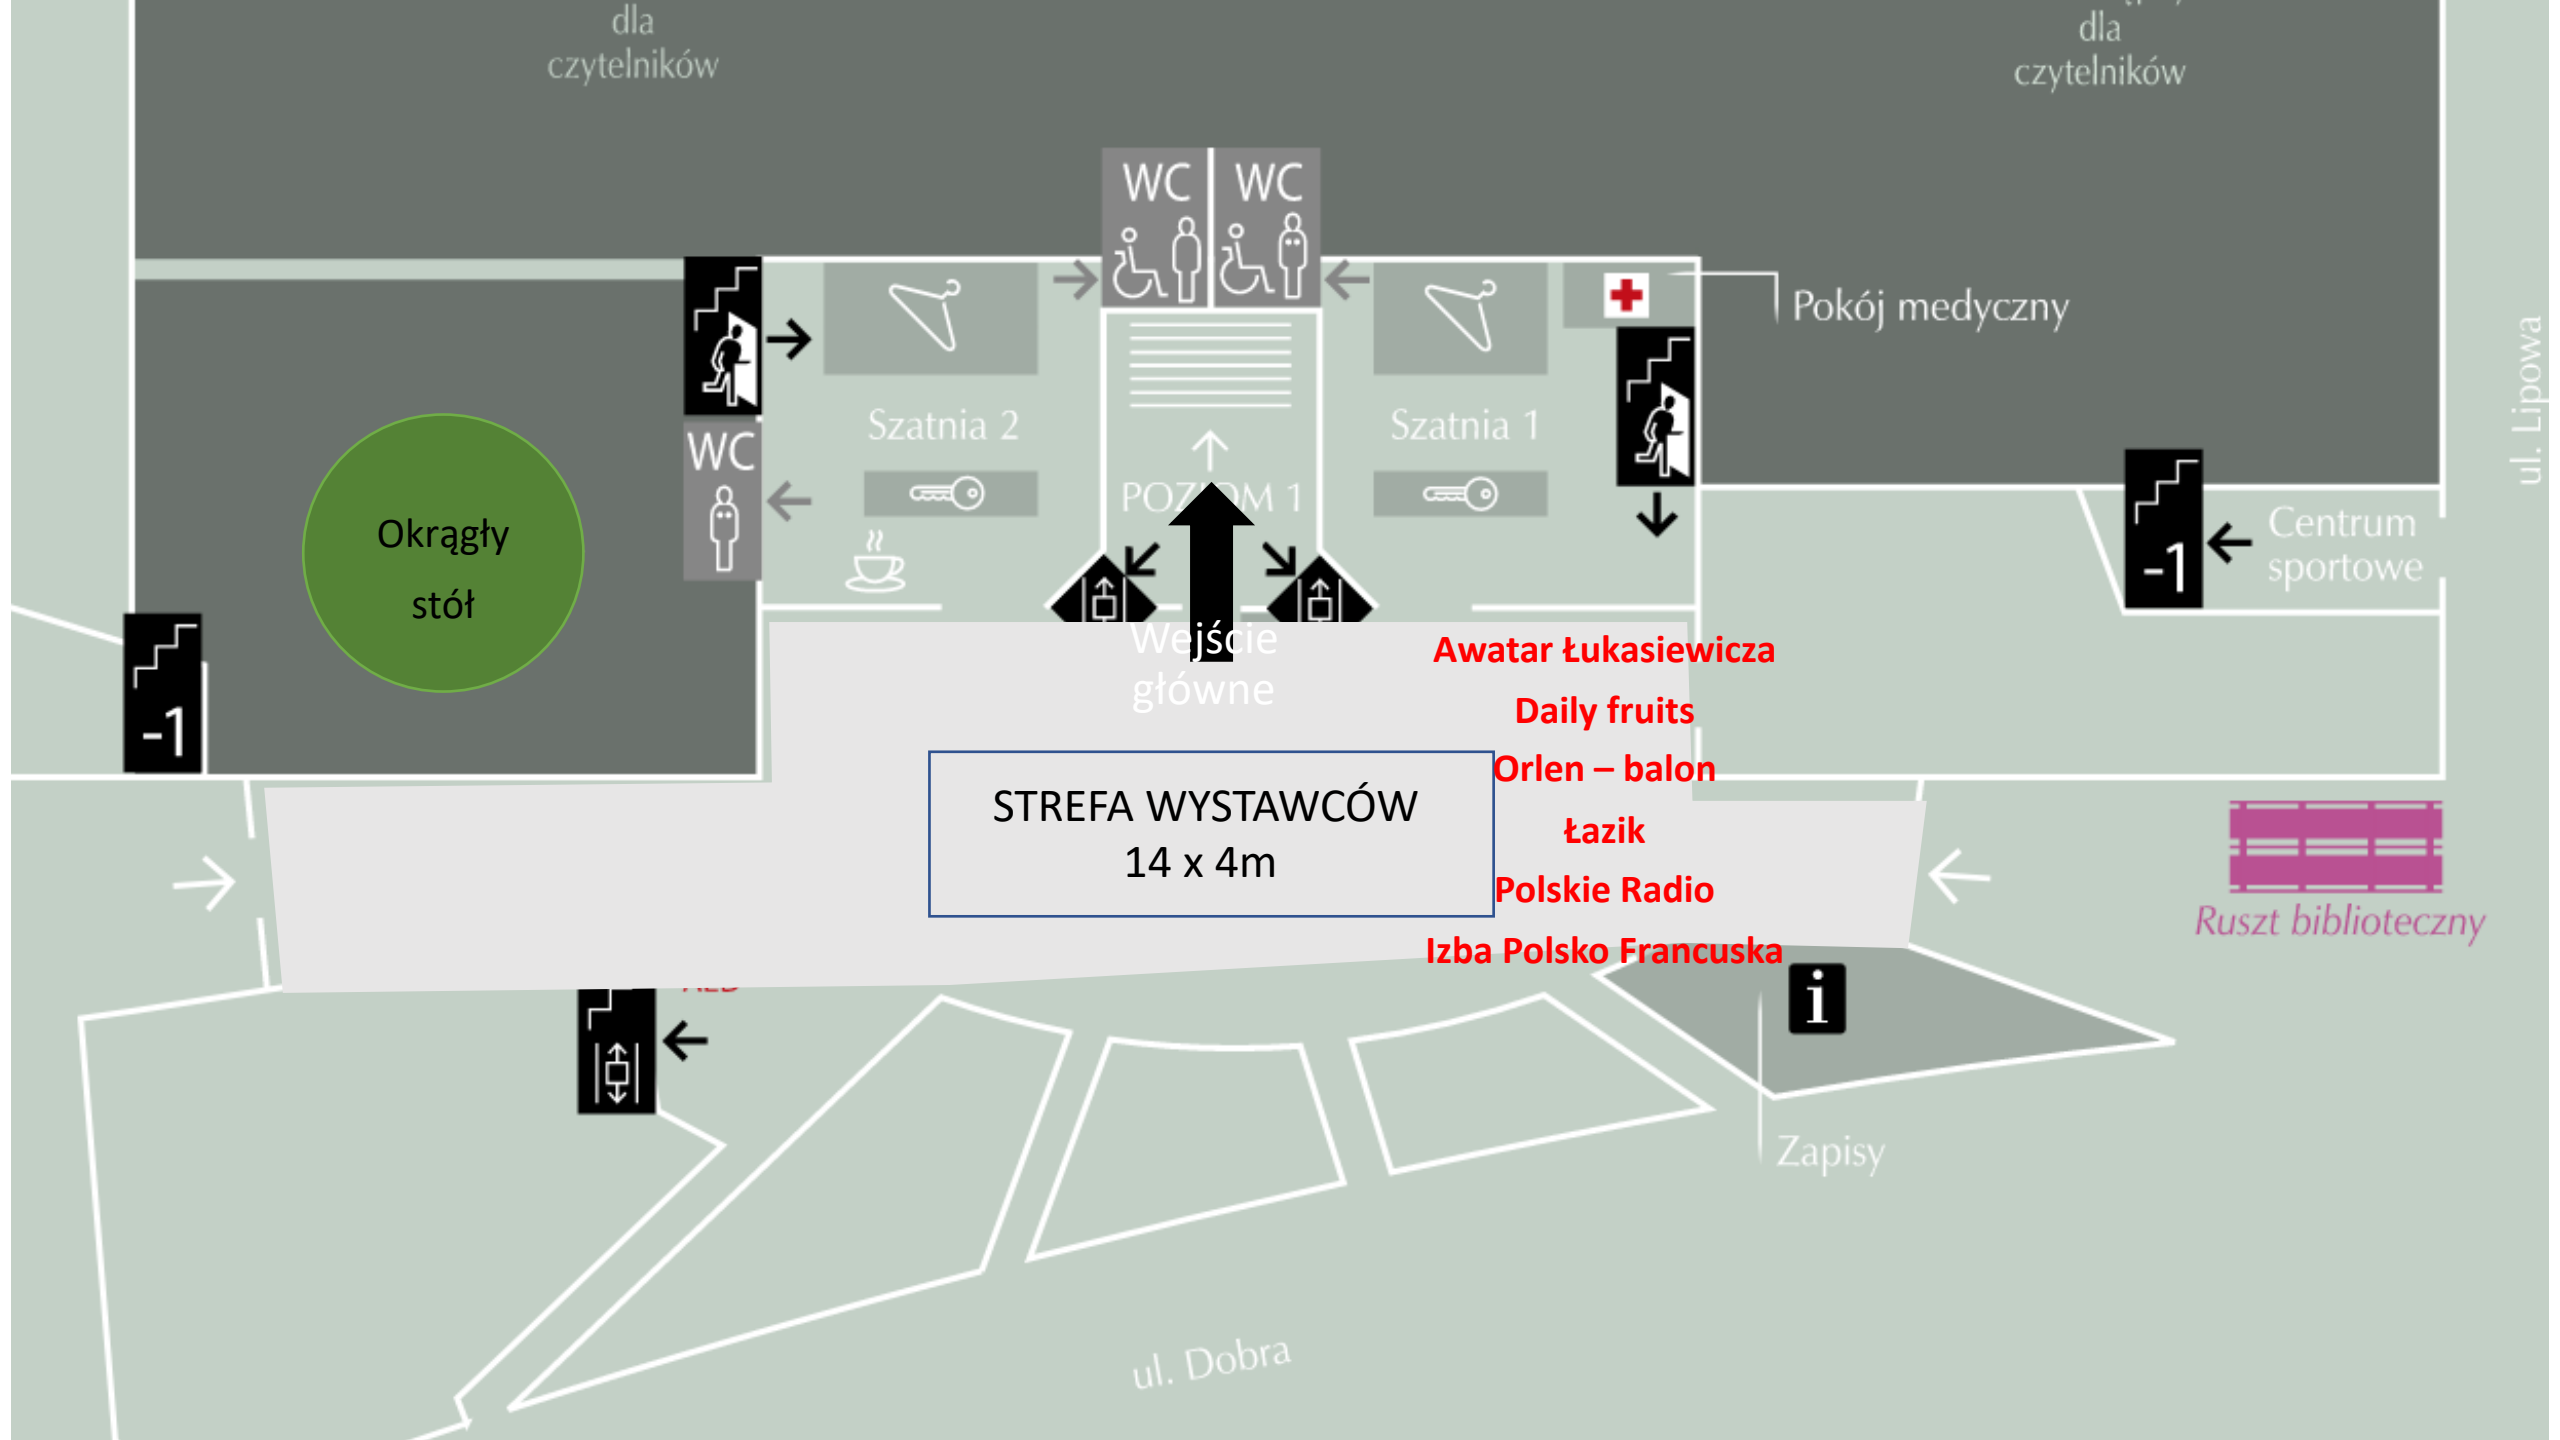 dla
czytelników
dla
czytelników
WC
WC
Pokój medyczny
ul. Lipowa
Szatnia 2
Szatnia 1
WC
POZIOM 1
Okrągły
stół
Centrum
sportowe
-1
-1
Wejście
główne
Awatar Łukasiewicza
Daily fruits
Orlen – balon
Łazik
Polskie Radio
Izba Polsko Francuska
STREFA WYSTAWCÓW
14 x 4m
Ruszt biblioteczny
i
Zapisy
ul. Dobra